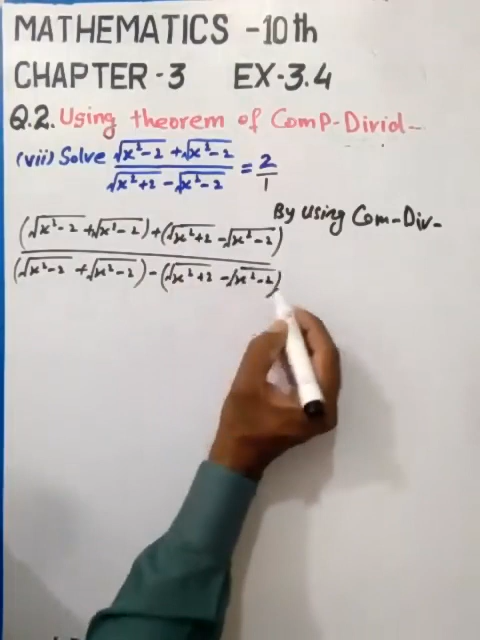 MATHEMATICS -10th
CHAPTER-3 EX-3.4
Q.2. Using theorem of ComP-Divid-
(vii) Solve (√(x²-2) + √(x²-2))/(√(x²+2) - √(x²-2)) = 2/1
By Using Com-Div-
((√(x²-2) + √(x²-2)) + (√(x²+2) - √(x²-2)))/((√(x²-2) + √(x²-2)) - (√(x²+2) - √(x²-2)))